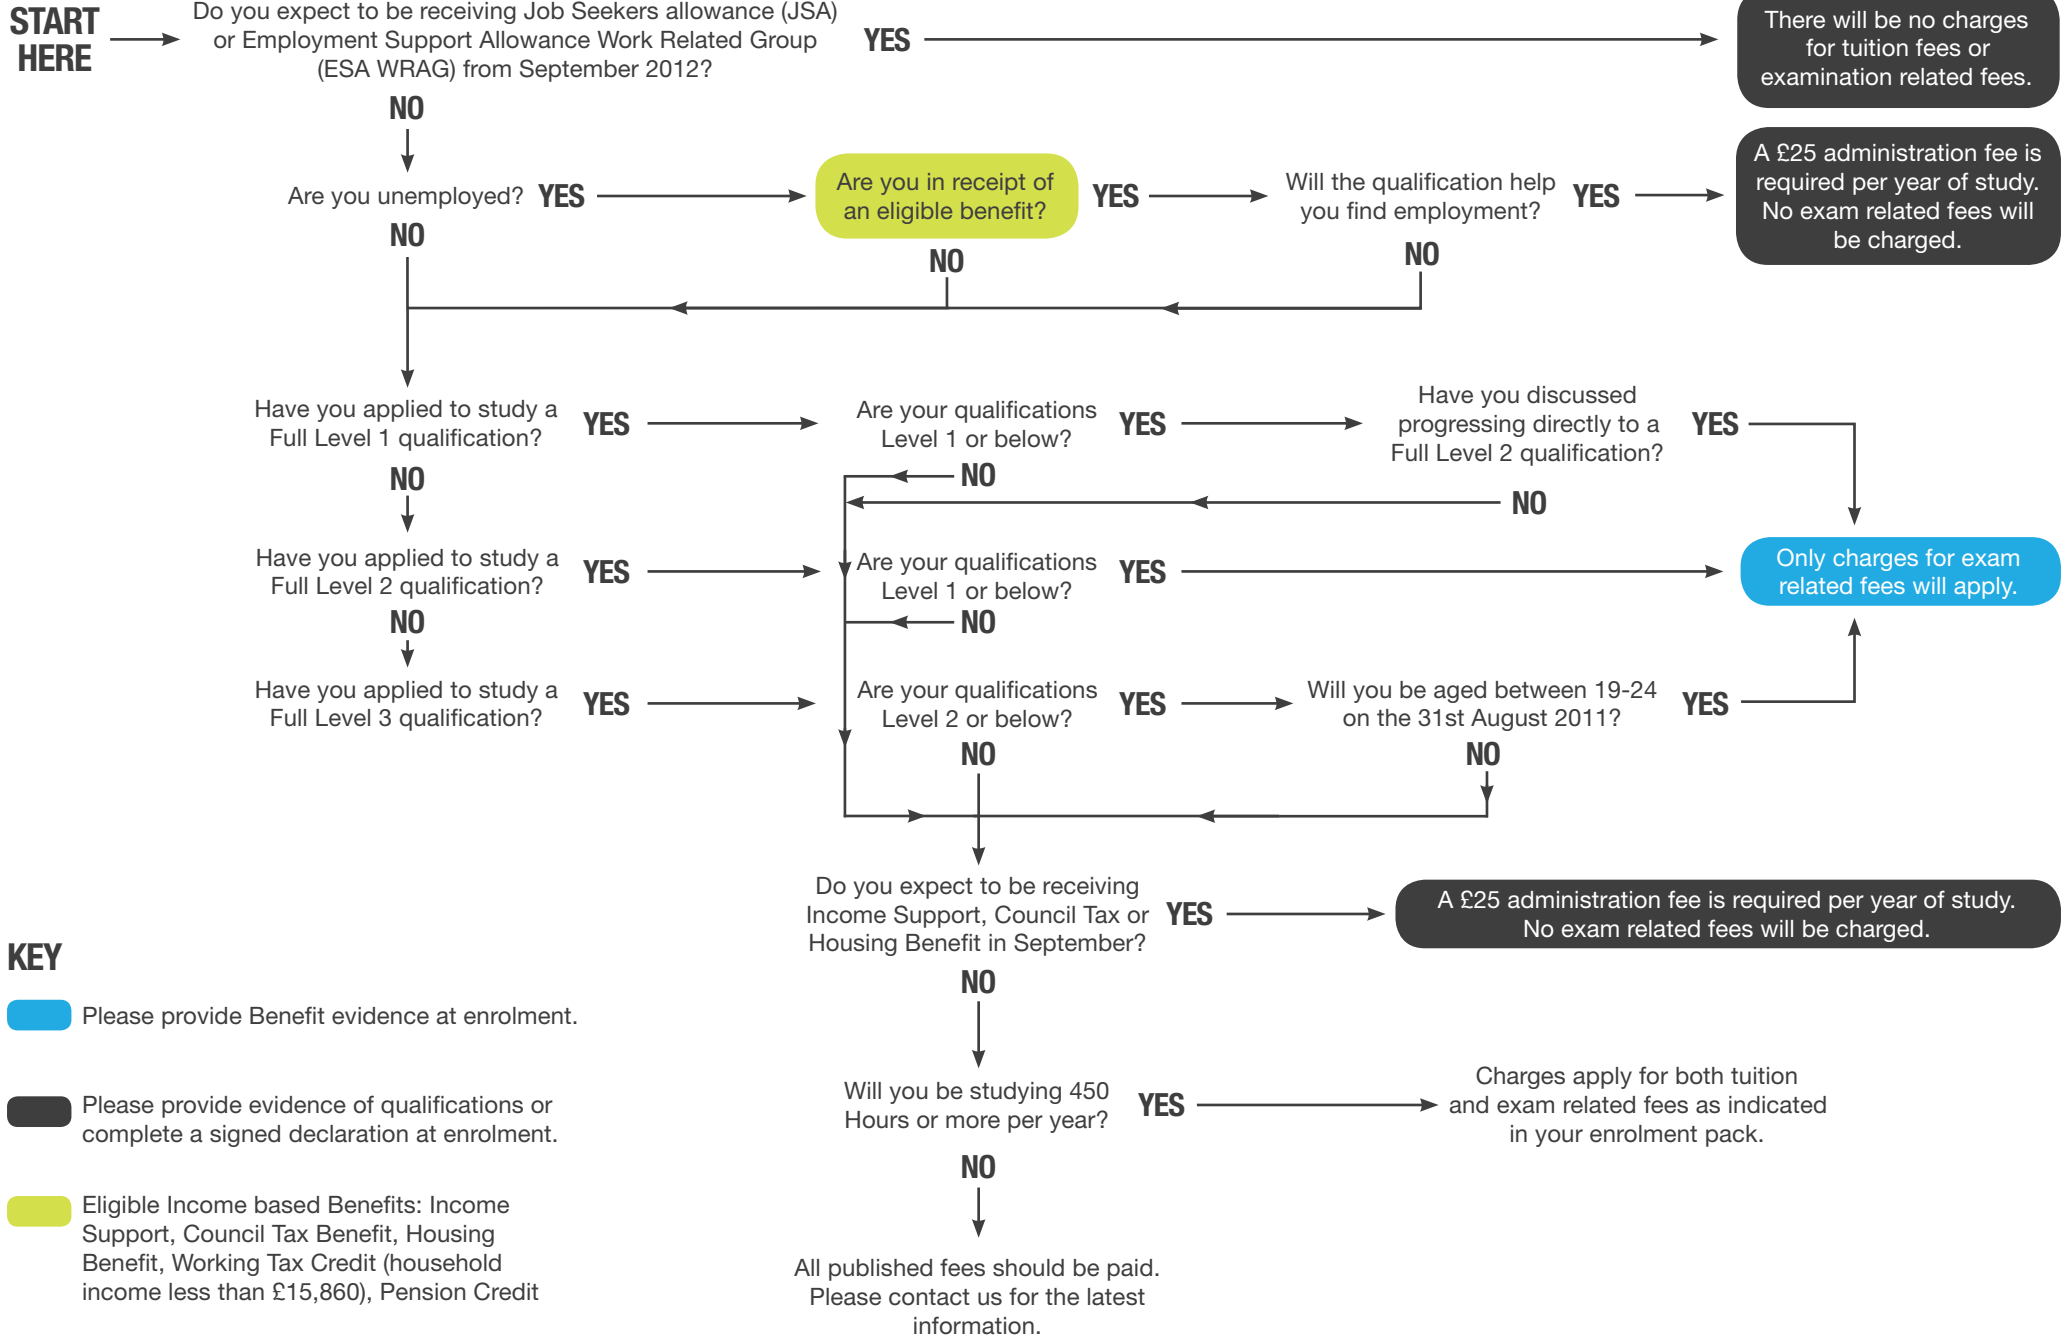 START
HERE
Do you expect to be receiving Job Seekers allowance (JSA)
or Employment Support Allowance Work Related Group
(ESA WRAG) from September 2012?
YES
There will be no charges
for tuition fees or
examination related fees.
NO
Are you unemployed?
YES
Are you in receipt of
an eligible benefit?
YES
Will the qualification help
you find employment?
YES
A £25 administration fee is
required per year of study.
No exam related fees will
be charged.
NO
NO
NO
Have you applied to study a
Full Level 1 qualification?
YES
Are your qualifications
Level 1 or below?
YES
Have you discussed
progressing directly to a
Full Level 2 qualification?
YES
NO
NO
NO
Have you applied to study a
Full Level 2 qualification?
YES
Are your qualifications
Level 1 or below?
YES
Only charges for exam
related fees will apply.
NO
NO
Have you applied to study a
Full Level 3 qualification?
YES
Are your qualifications
Level 2 or below?
YES
Will you be aged between 19-24
on the 31st August 2011?
YES
NO
NO
Do you expect to be receiving
Income Support, Council Tax or
Housing Benefit in September?
YES
A £25 administration fee is required per year of study.
No exam related fees will be charged.
NO
Will you be studying 450
Hours or more per year?
YES
Charges apply for both tuition
and exam related fees as indicated
in your enrolment pack.
NO
All published fees should be paid.
Please contact us for the latest
information.
KEY
Please provide Benefit evidence at enrolment.
Please provide evidence of qualifications or
complete a signed declaration at enrolment.
Eligible Income based Benefits: Income
Support, Council Tax Benefit, Housing
Benefit, Working Tax Credit (household
income less than £15,860), Pension Credit